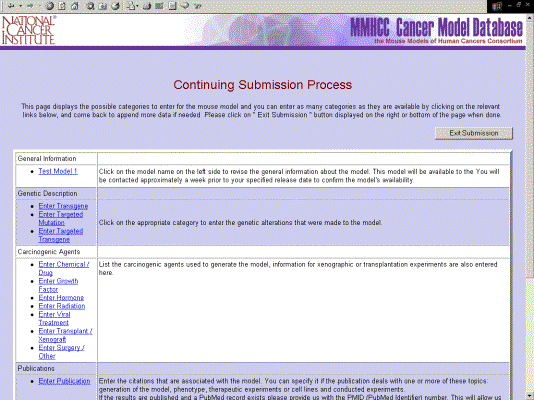 NATIONAL
CANCER
INSTITUTE
MMHCC Cancer Model Database
the Mouse Models of Human Cancers Consortium
Continuing Submission Process
This page displays the possible categories to enter for the mouse model and you can enter as many categories as they are available by clicking on the relevant
links below, and come back to append more data if needed .Please click on " Exit Submission " button displayed on the right or bottom of the page when done.
Exit Submission
General Information
Test Model 1
Click on the model name on the left side to revise the general information about the model. This model will be available to the You will
be contacted approximately a week prior to your specified release date to confirm the model's availability.
Genetic Description
Enter Transgene
Enter Targeted
Mutation
Enter Targeted
Transgene
Click on the appropriate category to enter the genetic alterations that were made to the model.
Carcinogenic Agents
Enter Chemical /
Drug
Enter Growth
Factor
Enter Hormone
Enter Radiation
Enter Viral
Treatment
Enter Transplant /
Xenograft
Enter Surgery /
Other
List the carcinogenic agents used to generate the model, information for xenographic or transplantation experiments are also entered
here.
Publications
Enter Publication
Enter the citations that are associated with the model. You can specify it if the publication deals with one or more of these topics:
generation of the model, phenotype, therapeutic experiments or cell lines and conducted experiments.
If the results are published and a PubMed record exists please provide us with the PMID (PubMed Identifier) number. This will allow us